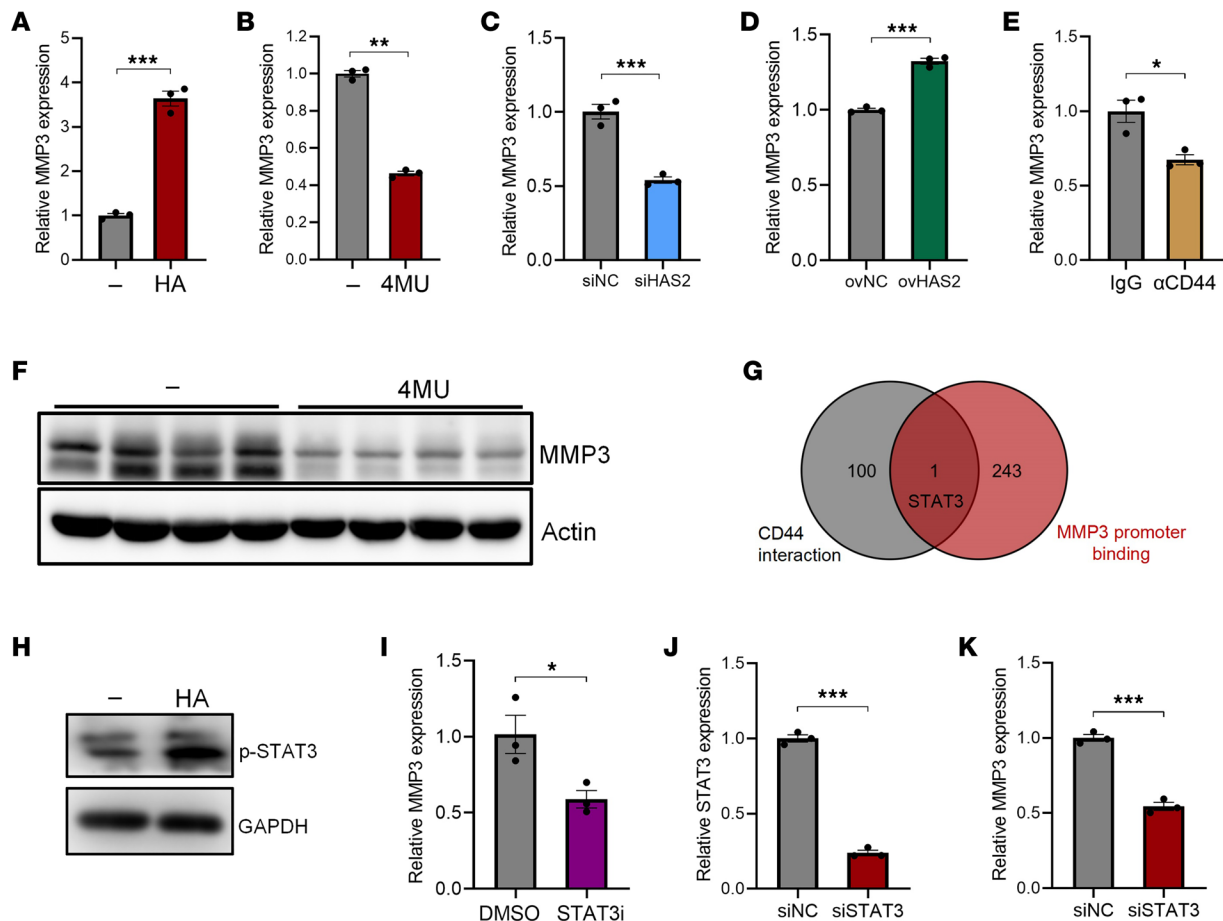 A
Relative MMP3 expression
5
4
3
2
1
0
***
–
HA
B
Relative MMP3 expression
1.2
1.0
0.8
0.6
0.4
0.2
0.0
**
–
4MU
C
Relative MMP3 expression
1.5
1.0
0.5
0.0
***
siNC
siHAS2
D
Relative MMP3 expression
1.5
1.0
0.5
0.0
***
ovNC
ovHAS2
E
Relative MMP3 expression
1.5
1.0
0.5
0.0
*
IgG
αCD44
F
–
4MU
MMP3
Actin
G
100
1
STAT3
243
CD44
interaction
MMP3 promoter
binding
H
–
HA
p-STAT3
GAPDH
I
Relative MMP3 expression
1.5
1.0
0.5
0.0
*
DMSO
STAT3i
J
Relative STAT3 expression
1.5
1.0
0.5
0.0
***
siNC
siSTAT3
K
Relative MMP3 expression
1.5
1.0
0.5
0.0
***
siNC
siSTAT3